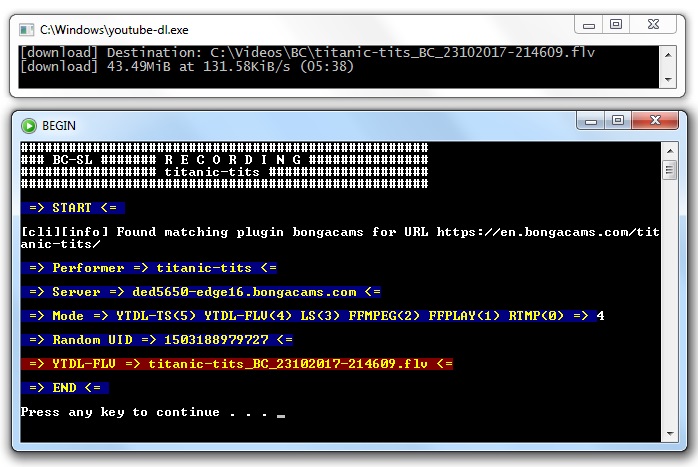 C:\Windows\youtube-dl.exe
[download] Destination: C:\Videos\BC\titanic-tits_BC_23102017-214609.flv
[download] 43.49MiB at 131.58KiB/s (05:38)
BEGIN
###################################################
### BC-SL ####### R E C O R D I N G ###############
################# titanic-tits ####################
###################################################
=> START <=
[cli][info] Found matching plugin bongacams for URL https://en.bongacams.com/tit
anic-tits/
=> Performer => titanic-tits <=
=> Server => ded5650-edge16.bongacams.com <=
=> Mode => YTDL-TS(5) YTDL-FLV(4) LS(3) FFMPEG(2) FFPLAY(1) RTMP(0) => 4
=> Random UID => 1503188979727 <=
=> YTDL-FLV => titanic-tits_BC_23102017-214609.flv <=
=> END <=
Press any key to continue . . . _